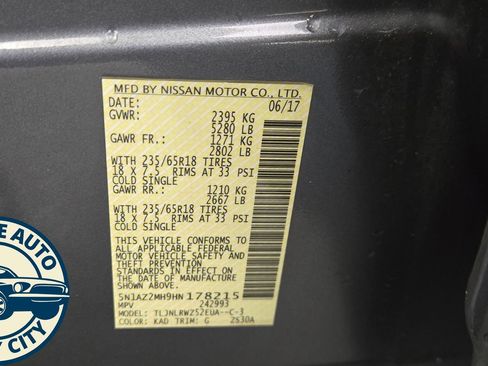 MFD BY NISSAN MOTOR CO., LTD.
DATE: 06/17
GVWR: 2395 KG
5280 LB
GAWR FR.: 1271 KG
2802 LB
WITH 235/65R18 TIRES
18 X 7.5 RIMS AT 33 PSI
COLD SINGLE
GAWR RR.: 1210 KG
2667 LB
WITH 235/65R18 TIRES
18 X 7.5 RIMS AT 33 PSI
COLD SINGLE
THIS VEHICLE CONFORMS TO
ALL APPLICABLE FEDERAL
MOTOR VEHICLE SAFETY
STANDARDS IN EFFECT ON
THE DATE OF MANUFACTURE
SHOWN ABOVE
5N1AZ2MH9HN178215
MPV 242993
MODEL: TLJNLRWZ52EUA--C-3
COLOR: KAD TRIM: G 2S30A
E AUTO
CITY